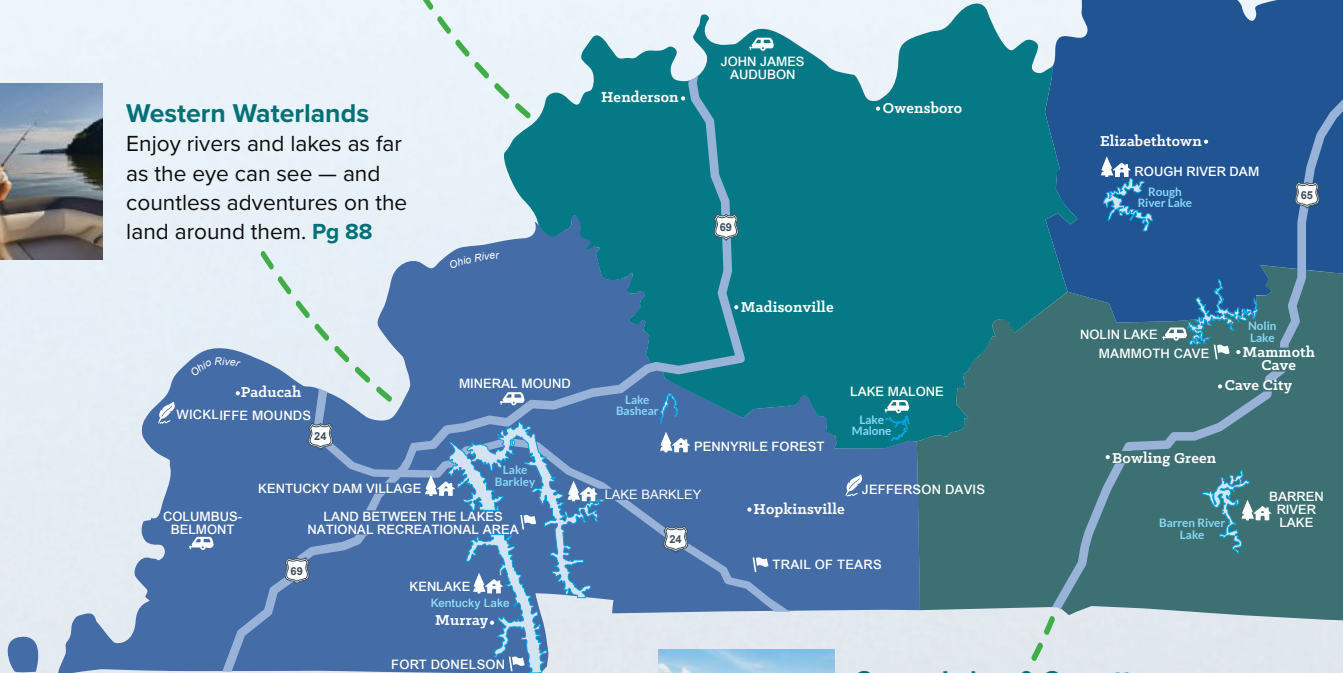 JOHN JAMES
AUDUBON
Henderson
Owensboro
Western Waterlands
Enjoy rivers and lakes as far
as the eye can see — and
countless adventures on the
land around them. Pg 88
Elizabethtown
ROUGH RIVER DAM
Rough
River Lake
65
69
Ohio River
Madisonville
NOLIN LAKE
Nolin
Lake
MAMMOTH CAVE
Mammoth
Cave
Cave City
Ohio River
Paducah
WICKLIFFE MOUNDS
24
MINERAL MOUND
Lake
Bashear
LAKE MALONE
Lake
Malone
PENNYRILE FOREST
Bowling Green
KENTUCKY DAM VILLAGE
Lake
Barkley
LAKE BARKLEY
JEFFERSON DAVIS
Hopkinsville
BARREN
RIVER
LAKE
Barren River
Lake
COLUMBUS-
BELMONT
LAND BETWEEN THE LAKES
NATIONAL RECREATIONAL AREA
24
69
TRAIL OF TEARS
KENLAKE
Kentucky Lake
Murray
FORT DONELSON